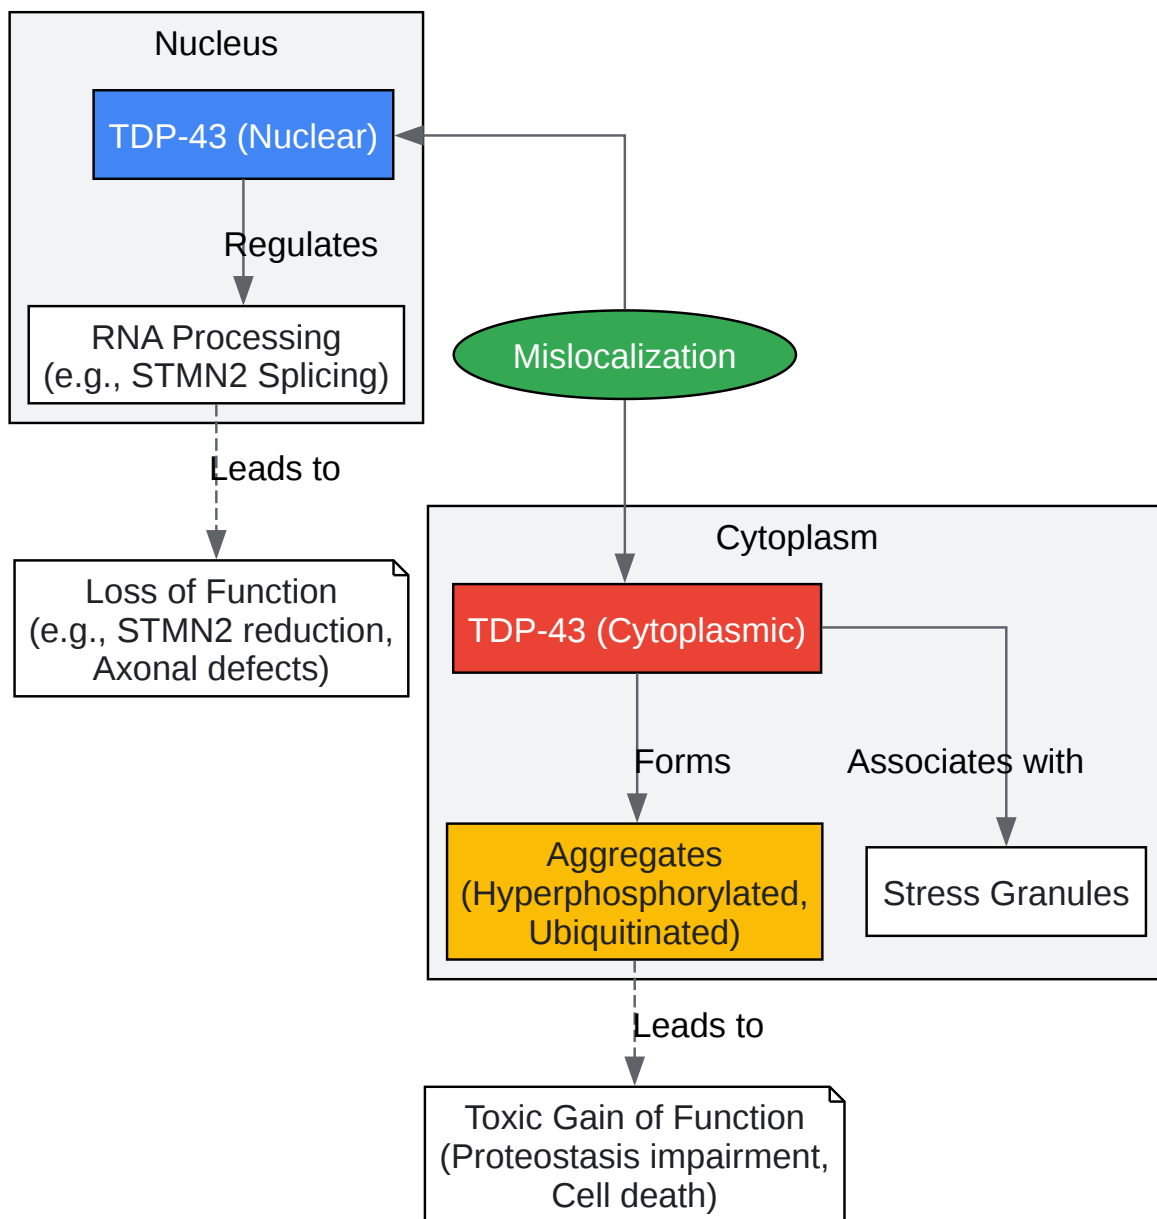 Nucleus
TDP-43 (Nuclear)
Regulates
RNA Processing
(e.g., STMN2 Splicing)
Mislocalization
Leads to
Loss of Function
(e.g., STMN2 reduction,
Axonal defects)
Cytoplasm
TDP-43 (Cytoplasmic)
Forms
Associates with
Aggregates
(Hyperphosphorylated,
Ubiquitinated)
Stress Granules
Leads to
Toxic Gain of Function
(Proteostasis impairment,
Cell death)